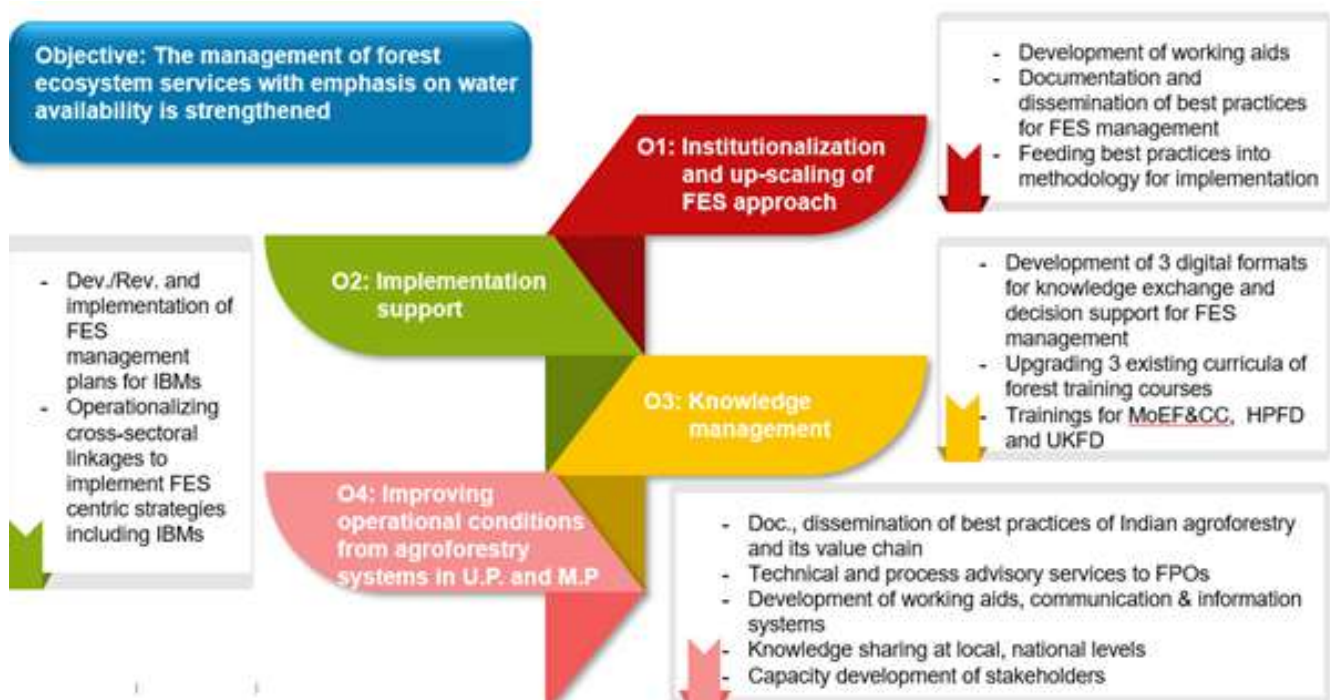 Objective: The management of forest
ecosystem services with emphasis on water
availability is strengthened
O1: Institutionalization
and up-scaling of
FES approach
- Development of working aids
- Documentation and
dissemination of best practices
for FES management
- Feeding best practices into
methodology for implementation
O2: Implementation
support
- Dev./Rev. and
implementation of
FES
management
plans for IBMs
- Operationalizing
cross-sectoral
linkages to
implement FES
centric strategies
including IBMs
O3: Knowledge
management
- Development of 3 digital formats
for knowledge exchange and
decision support for FES
management
- Upgrading 3 existing curricula of
forest training courses
- Trainings for MoEF&CC, HPFD
and UKFD
O4: Improving
operational conditions
from agroforestry
systems in U.P. and M.P
- Doc., dissemination of best practices of Indian agroforestry
and its value chain
- Technical and process advisory services to FPOs
- Development of working aids, communication & information
systems
- Knowledge sharing at local, national levels
- Capacity development of stakeholders